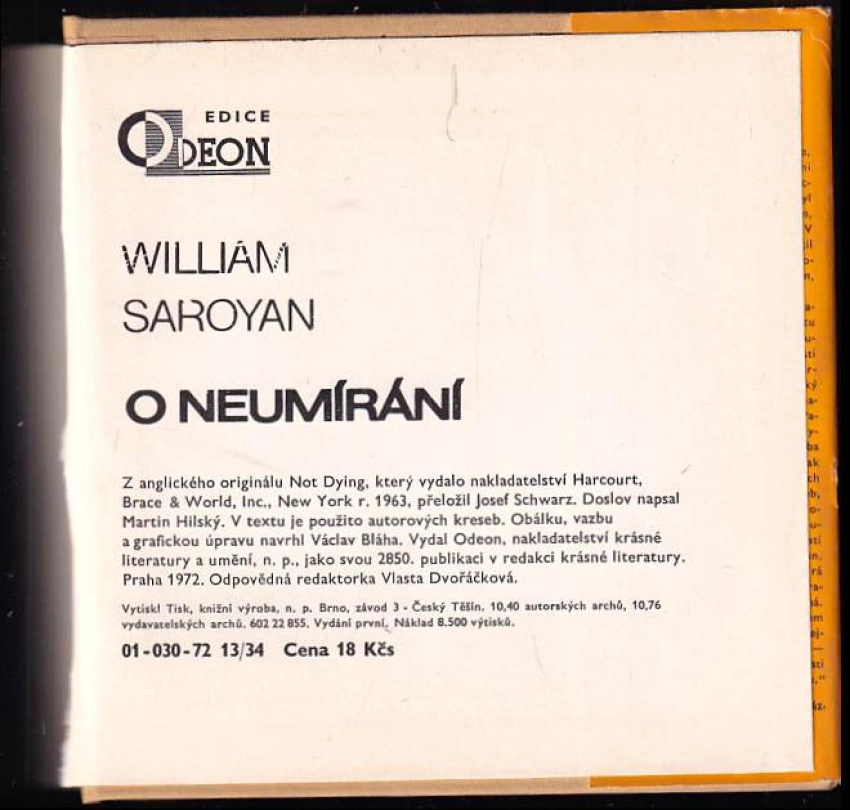 EDICE
ODEON
WILLIAM
SAROYAN
O NEUMÍRÁNÍ
Z anglického originálu Not Dying, který vydalo nakladatelství Harcourt,
Brace & World, Inc., New York r. 1963, přeložil Josef Schwarz. Doslov napsal
Martin Hilský. V textu je použito autorových kreseb. Obálku, vazbu
a grafickou úpravu navrhl Václav Bláha. Vydal Odeon, nakladatelství krásné
literatury a umění, n. p., jako svou 2850. publikaci v redakci krásné literatury.
Praha 1972. Odpovědná redaktorka Vlasta Dvořáčková.
Vytiskl Tisk, knižní výroba, n. p. Brno, závod 3 - Český Těšín. 10,40 autorských archů, 10,76
vydavatelských archů. 602 22 855. Vydání první. Náklad 8.500 výtisků.
01-030-72 13/34 Cena 18 Kčs